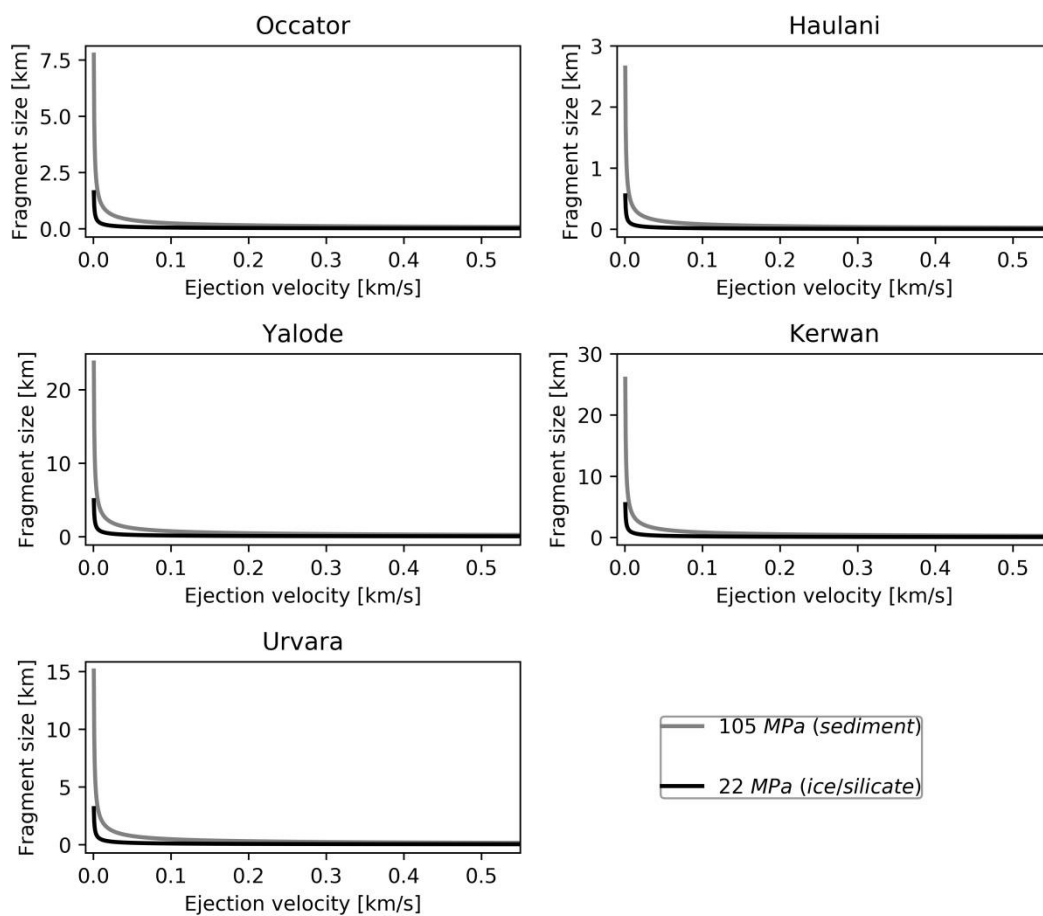 Occator
Fragment size [km]
7.5
5.0
2.5
0.0
0.0 0.1 0.2 0.3 0.4 0.5
Ejection velocity [km/s]
Haulani
Fragment size [km]
3
2
1
0
0.0 0.1 0.2 0.3 0.4 0.5
Ejection velocity [km/s]
Yalode
Fragment size [km]
20
10
0
0.0 0.1 0.2 0.3 0.4 0.5
Ejection velocity [km/s]
Kerwan
Fragment size [km]
30
20
10
0
0.0 0.1 0.2 0.3 0.4 0.5
Ejection velocity [km/s]
Urvara
Fragment size [km]
15
10
5
0
0.0 0.1 0.2 0.3 0.4 0.5
Ejection velocity [km/s]
105 MPa (sediment)
22 MPa (ice/silicate)